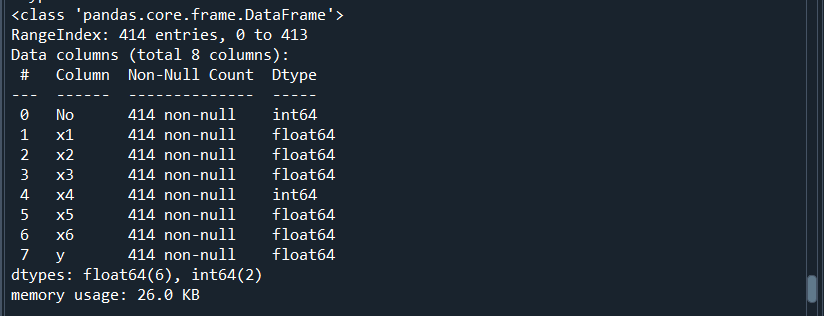 <class 'pandas.core.frame.DataFrame'>
RangeIndex: 414 entries, 0 to 413
Data columns (total 8 columns):
 #   Column  Non-Null Count  Dtype
---  ------  --------------  -----
 0   No      414 non-null    int64
 1   x1      414 non-null    float64
 2   x2      414 non-null    float64
 3   x3      414 non-null    float64
 4   x4      414 non-null    int64
 5   x5      414 non-null    float64
 6   x6      414 non-null    float64
 7   y       414 non-null    float64
dtypes: float64(6), int64(2)
memory usage: 26.0 KB